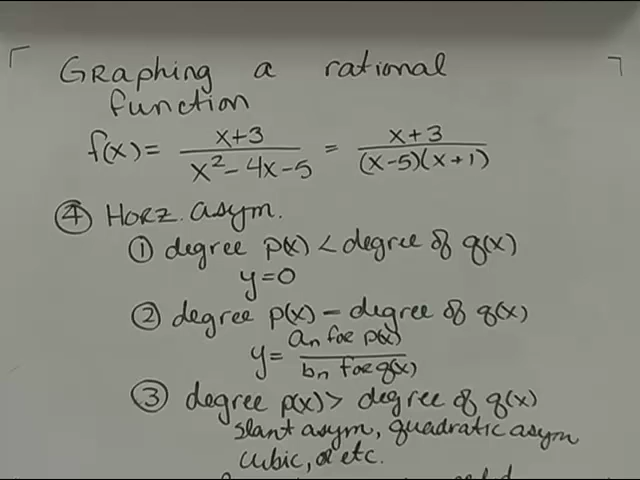 Graphing a rational
function
f(x) = x+3 / x² - 4x - 5 = x+3 / (x-5)(x+1)
④ Horz. asym.
① degree p(x) < degree of q(x)
y=0
② degree p(x) - degree of q(x)
y = an for p(x) / bn for q(x)
③ degree p(x) > degree of q(x)
slant asym, quadratic asym
cubic, or etc.